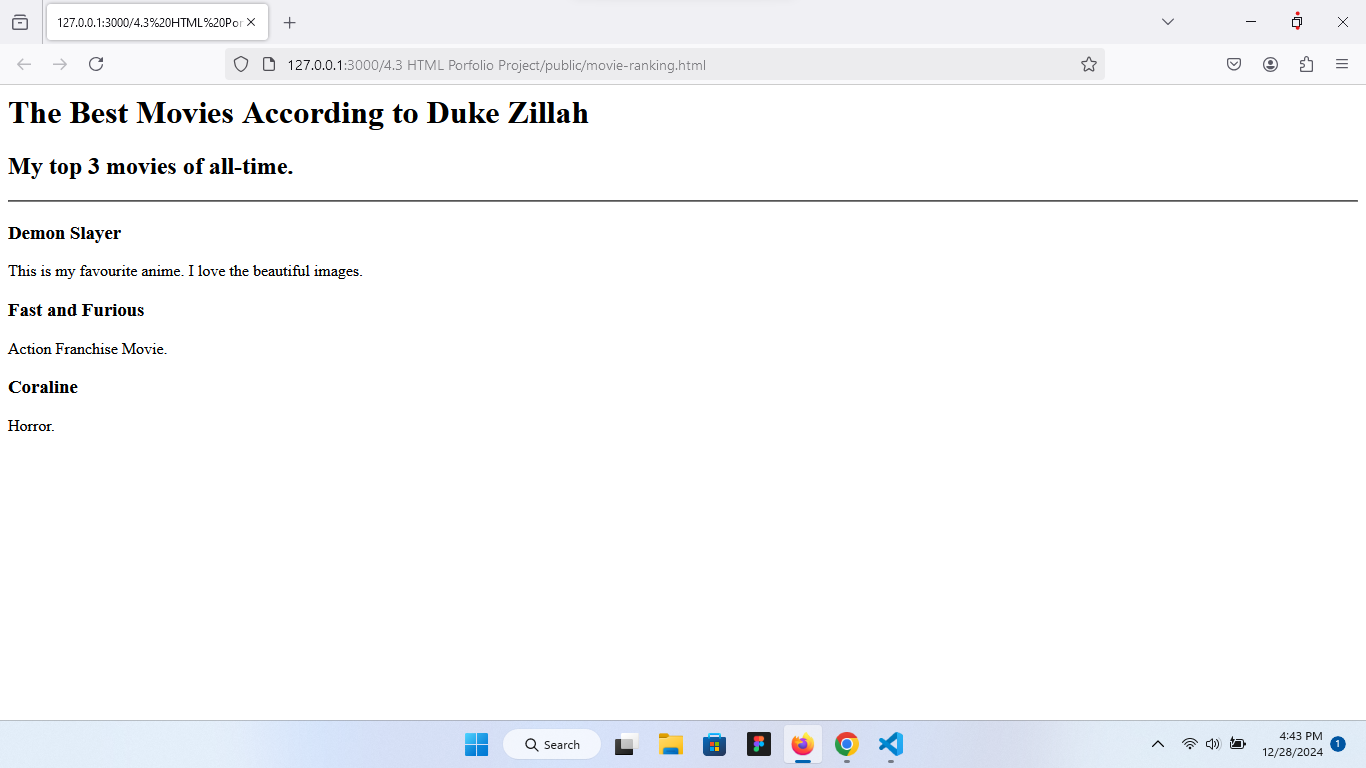 127.0.0.1:3000/4.3%20HTML%20Por
127.0.0.1:3000/4.3 HTML Porfolio Project/public/movie-ranking.html
The Best Movies According to Duke Zillah
My top 3 movies of all-time.
Demon Slayer
This is my favourite anime. I love the beautiful images.
Fast and Furious
Action Franchise Movie.
Coraline
Horror.
Search
4:43 PM
12/28/2024
1